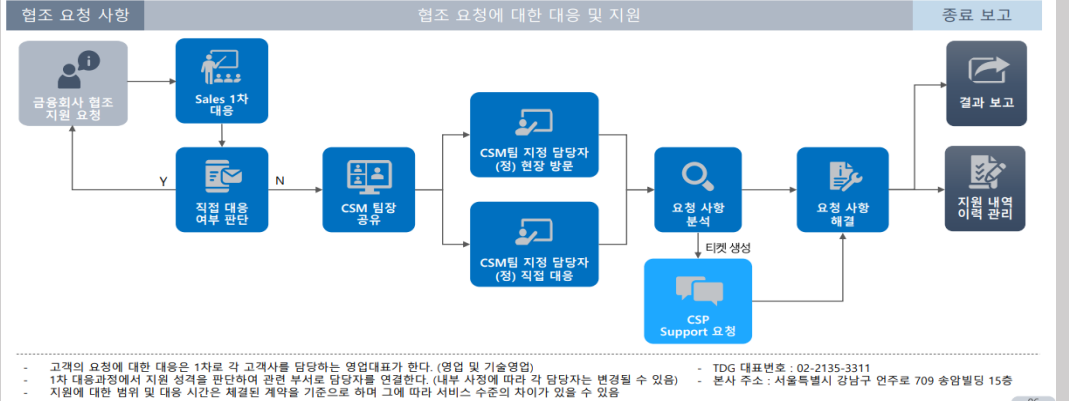 협조 요청 사항
협조 요청에 대한 대응 및 지원
종료 보고
금융회사 협조
지원 요청
Sales 1차
대응
직접 대응
여부 판단
Y
N
CSM 팀장
공유
CSM팀 지정 담당자
(정) 현장 방문
CSM팀 지정 담당자
(정) 직접 대응
요청 사항
분석
티켓 생성
CSP
Support 요청
요청 사항
해결
결과 보고
지원 내역
이력 관리
- 고객의 요청에 대한 대응은 1차로 각 고객사를 담당하는 영업대표가 한다. (영업 및 기술영업)
- 1차 대응과정에서 지원 성격을 판단하여 관련 부서로 담당자를 연결한다. (내부 사정에 따라 각 담당자는 변경될 수 있음)
- 지원에 대한 범위 및 대응 시간은 체결된 계약을 기준으로 하며 그에 따라 서비스 수준의 차이가 있을 수 있음
- TDG 대표번호 : 02-2135-3311
- 본사 주소 : 서울특별시 강남구 언주로 709 송암빌딩 15층